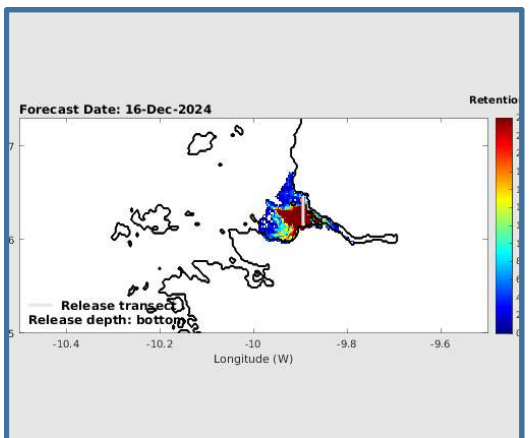 Forecast Date: 16-Dec-2024
Retentio
7
6
5
Release transect
Release depth: bottom
-10.4
-10.2
-10
-9.8
-9.6
Longitude (W)